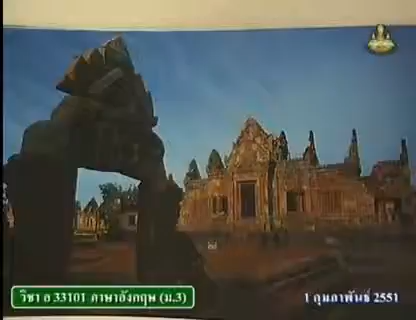 วิชา อ 33101 ภาษาอังกฤษ (ม.3)
1 กุมภาพันธ์ 2551